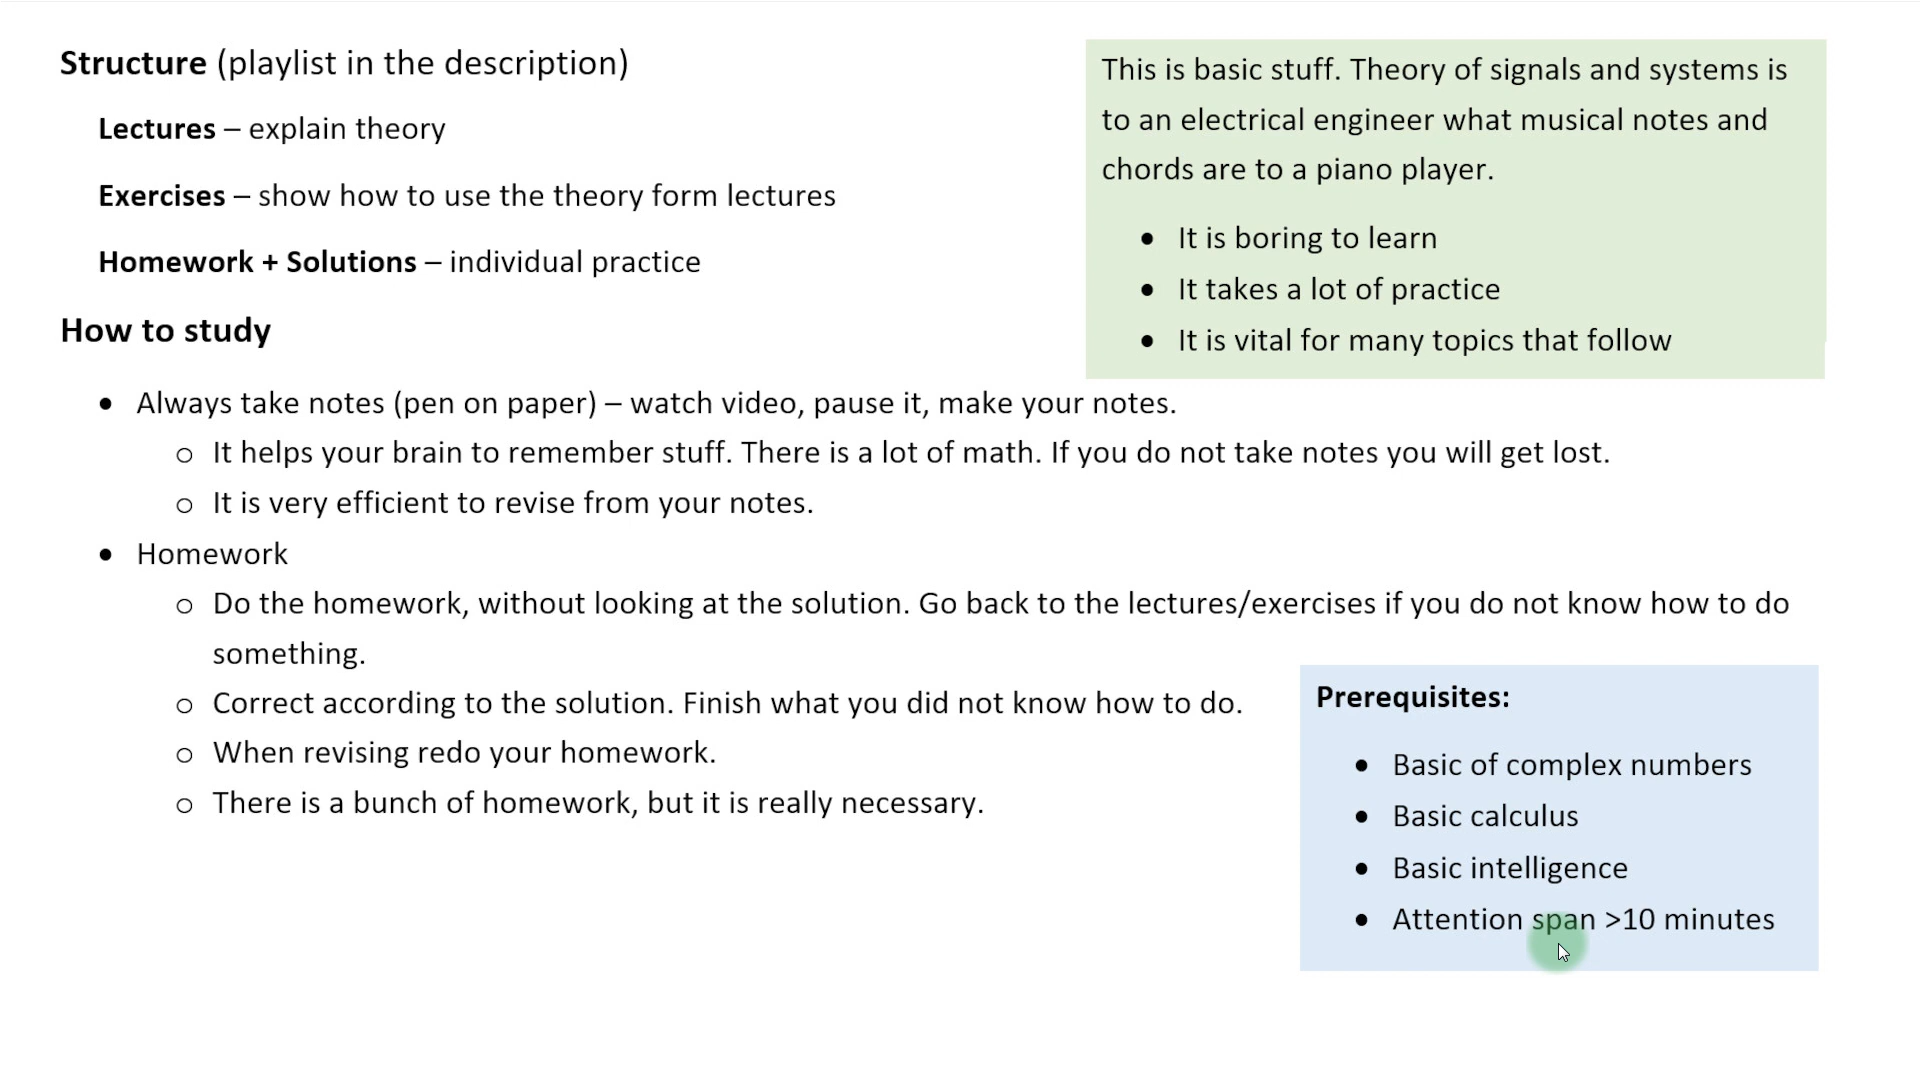 Structure (playlist in the description)
Lectures – explain theory
Exercises – show how to use the theory form lectures
Homework + Solutions – individual practice
This is basic stuff. Theory of signals and systems is
to an electrical engineer what musical notes and
chords are to a piano player.
• It is boring to learn
• It takes a lot of practice
• It is vital for many topics that follow
How to study
• Always take notes (pen on paper) – watch video, pause it, make your notes.
o It helps your brain to remember stuff. There is a lot of math. If you do not take notes you will get lost.
o It is very efficient to revise from your notes.
• Homework
o Do the homework, without looking at the solution. Go back to the lectures/exercises if you do not know how to do
something.
o Correct according to the solution. Finish what you did not know how to do.
o When revising redo your homework.
o There is a bunch of homework, but it is really necessary.
Prerequisites:
• Basic of complex numbers
• Basic calculus
• Basic intelligence
• Attention span >10 minutes